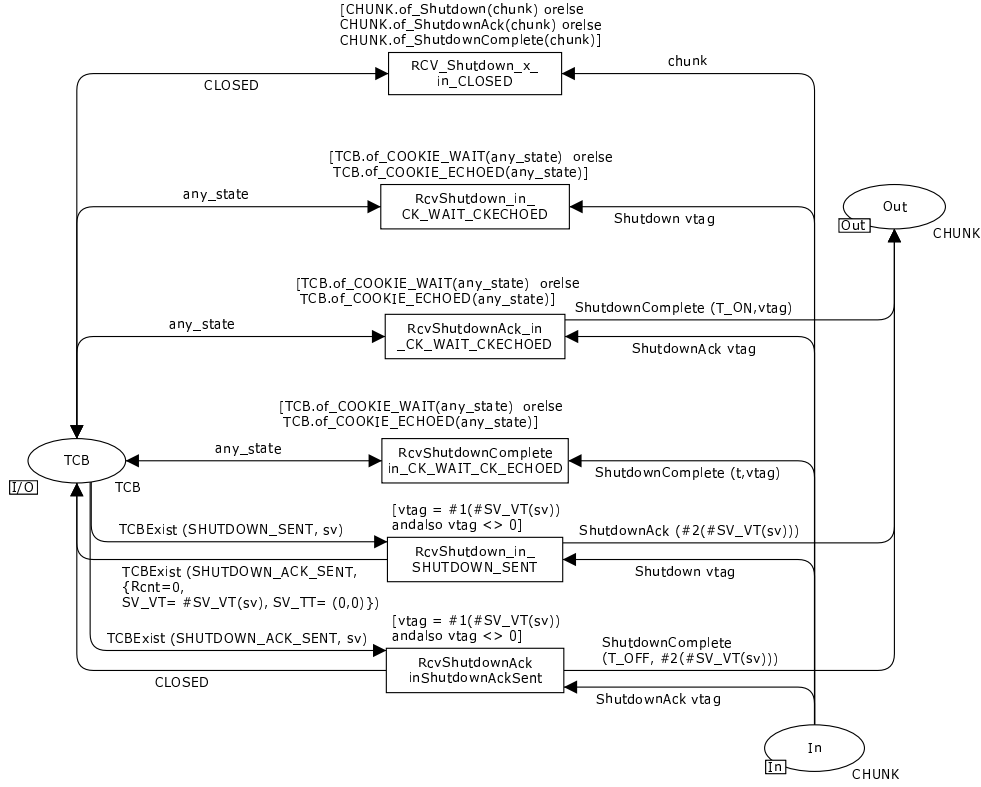 [CHUNK.of_Shutdown(chunk) orelse
CHUNK.of_ShutdownAck(chunk) orelse
CHUNK.of_ShutdownComplete(chunk)]
RCV_Shutdown_x_
in_CLOSED
chunk
CLOSED
[TCB.of_COOKIE_WAIT(any_state) orelse
TCB.of_COOKIE_ECHOED(any_state)]
any_state
RcvShutdown_in_
CK_WAIT_CKECHOED
Shutdown vtag
Out
Out
CHUNK
[TCB.of_COOKIE_WAIT(any_state) orelse
TCB.of_COOKIE_ECHOED(any_state)]
ShutdownComplete (T_ON,vtag)
any_state
RcvShutdownAck_in
_CK_WAIT_CKECHOED
ShutdownAck vtag
[TCB.of_COOKIE_WAIT(any_state) orelse
TCB.of_COOKIE_ECHOED(any_state)]
any_state
RcvShutdownComplete
in_CK_WAIT_CK_ECHOED
ShutdownComplete (t,vtag)
TCB
I/O
TCB
[vtag = #1(#SV_VT(sv))
andalso vtag <> 0]
TCBExist (SHUTDOWN_SENT, sv)
ShutdownAck (#2(#SV_VT(sv)))
RcvShutdown_in_
SHUTDOWN_SENT
Shutdown vtag
TCBExist (SHUTDOWN_ACK_SENT,
{Rcnt=0,
SV_VT= #SV_VT(sv), SV_TT= (0,0)})
[vtag = #1(#SV_VT(sv))
andalso vtag <> 0]
TCBExist (SHUTDOWN_ACK_SENT, sv)
ShutdownComplete
(T_OFF, #2(#SV_VT(sv)))
RcvShutdownAck
inShutdownAckSent
CLOSED
ShutdownAck vtag
In
In
CHUNK